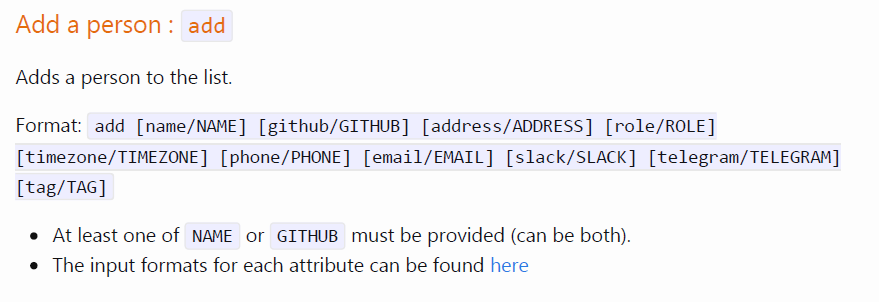 Add a person : add
Adds a person to the list.
Format: add [name/NAME] [github/GITHUB] [address/ADDRESS] [role/ROLE]
[timezone/TIMEZONE] [phone/PHONE] [email/EMAIL] [slack/SLACK] [telegram/TELEGRAM]
[tag/TAG]
• At least one of NAME or GITHUB must be provided (can be both).
• The input formats for each attribute can be found here